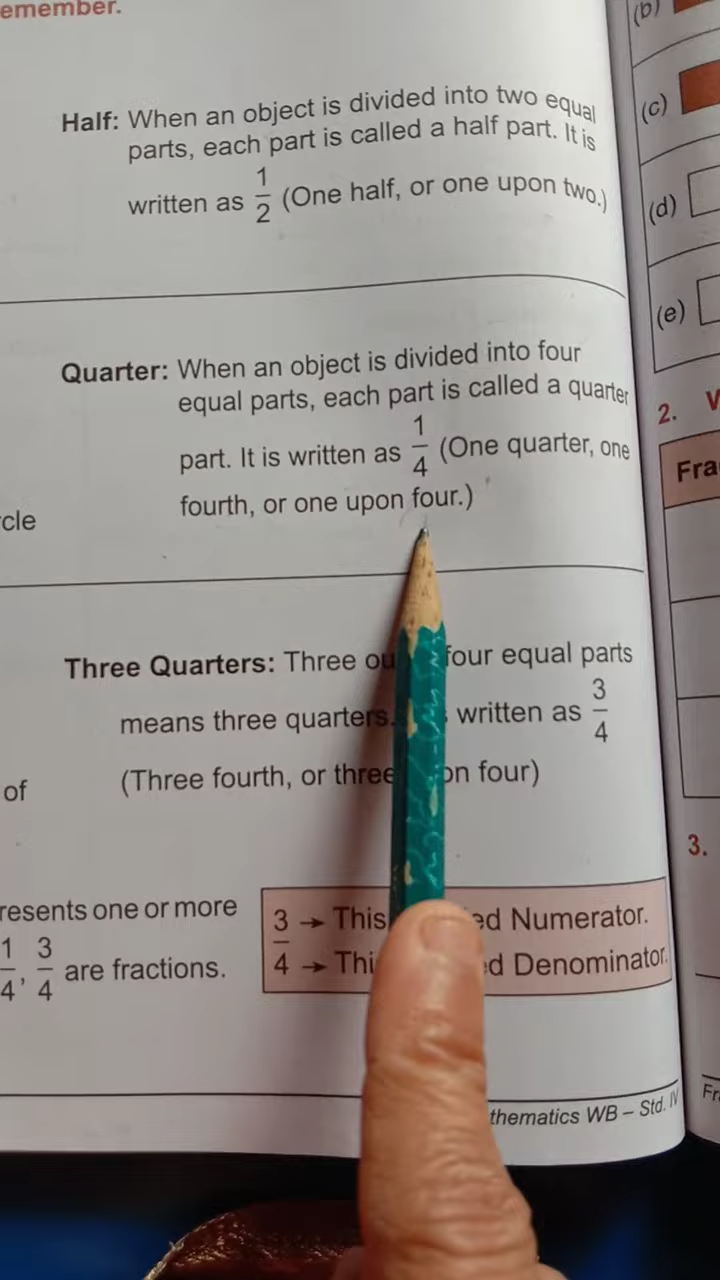 emember.
(b)
Half: When an object is divided into two equal
parts, each part is called a half part. It is
written as 1/2 (One half, or one upon two.)
(c)
(d)
(e)
Quarter: When an object is divided into four
equal parts, each part is called a quarter
part. It is written as 1/4 (One quarter, one
fourth, or one upon four.)
cle
2.
Fra
Three Quarters: Three four equal parts
means three quarters. written as 3/4
(Three fourth, or three on four)
of
3.
resents one or more
1/4, 3/4 are fractions.
3 → This ed Numerator.
4 → Thi d Denominator.
thematics WB – Std. IV
Fr